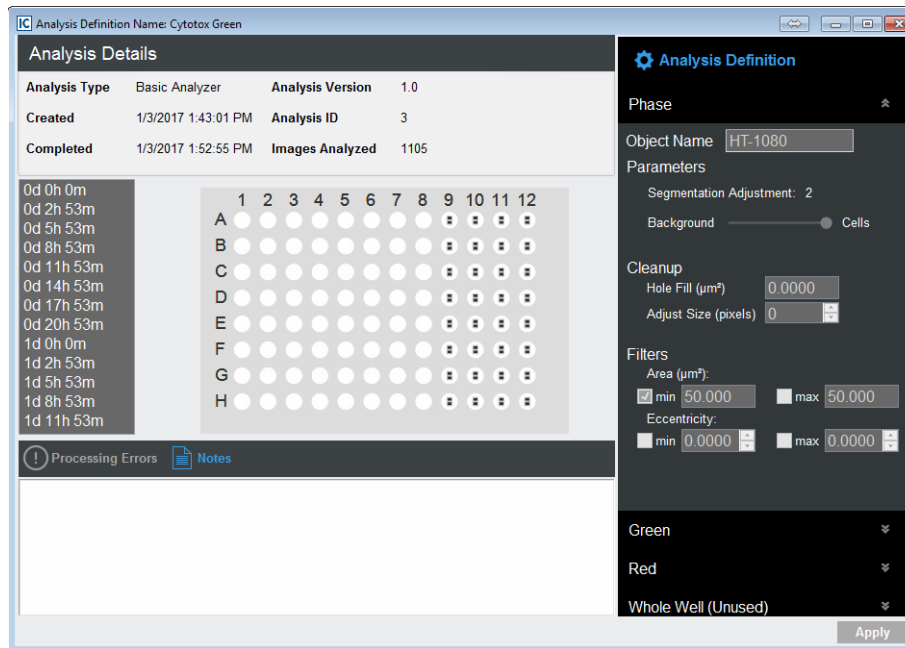 IC Analysis Definition Name: Cytotox Green
Analysis Details
Analysis Type Basic Analyzer Analysis Version 1.0
Created 1/3/2017 1:43:01 PM Analysis ID 3
Completed 1/3/2017 1:52:55 PM Images Analyzed 1105
0d 0h 0m
0d 2h 53m
0d 5h 53m
0d 8h 53m
0d 11h 53m
0d 14h 53m
0d 17h 53m
0d 20h 53m
1d 0h 0m
1d 2h 53m
1d 5h 53m
1d 8h 53m
1d 11h 53m
1 2 3 4 5 6 7 8 9 10 11 12
A
B
C
D
E
F
G
H
! Processing Errors Notes
Analysis Definition
Phase
Object Name HT-1080
Parameters
Segmentation Adjustment: 2
Background Cells
Cleanup
Hole Fill (µm²) 0.0000
Adjust Size (pixels) 0
Filters
Area (µm²):
min 50.000 max 50.000
Eccentricity:
min 0.0000 max 0.0000
Green
Red
Whole Well (Unused)
Apply